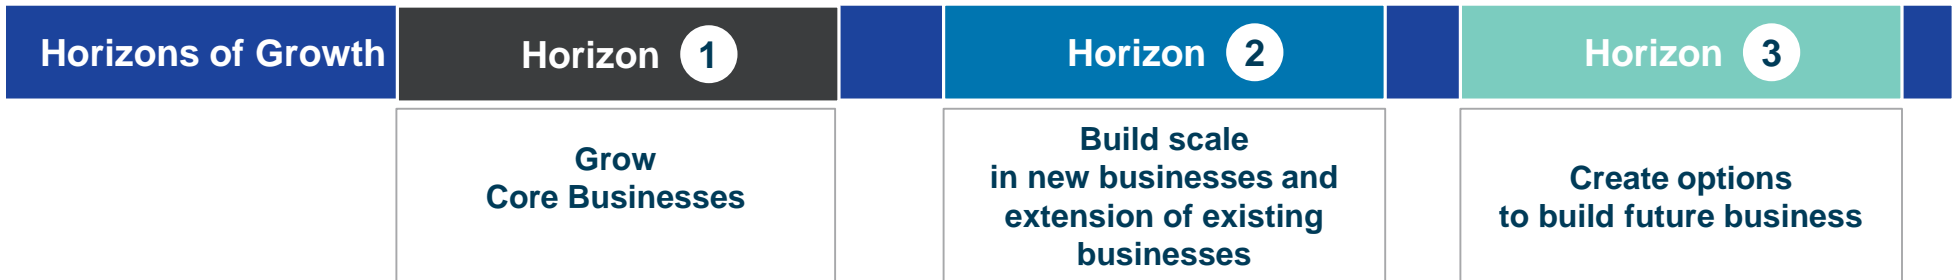 Horizons of Growth
Horizon 1
Horizon 2
Horizon 3
Grow
Core Businesses
Build scale
in new businesses and
extension of existing
businesses
Create options
to build future business